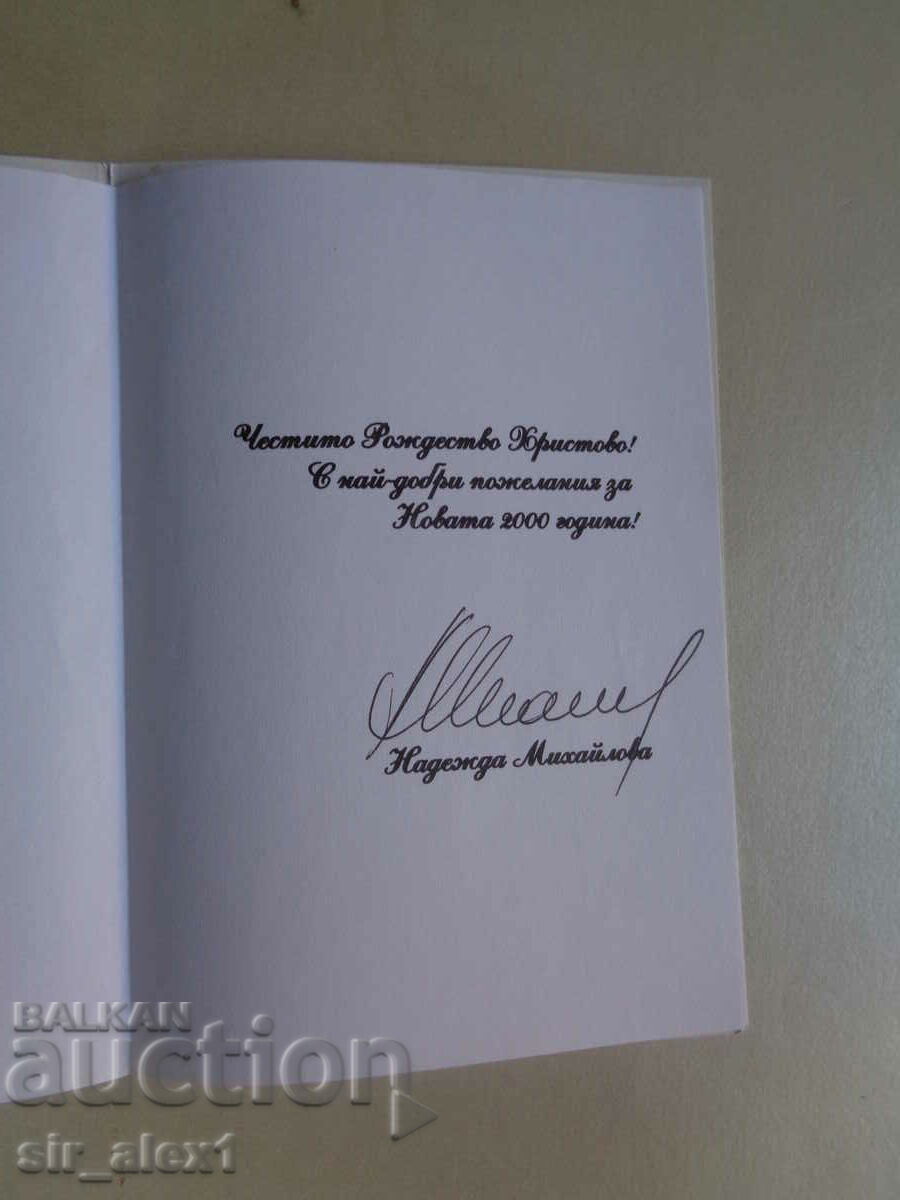 Честито Рождество Христово!
С най-добри пожелания за
Новата 2000 година!
Надежда Михайлова
BALKAN
auction
sir_alex1